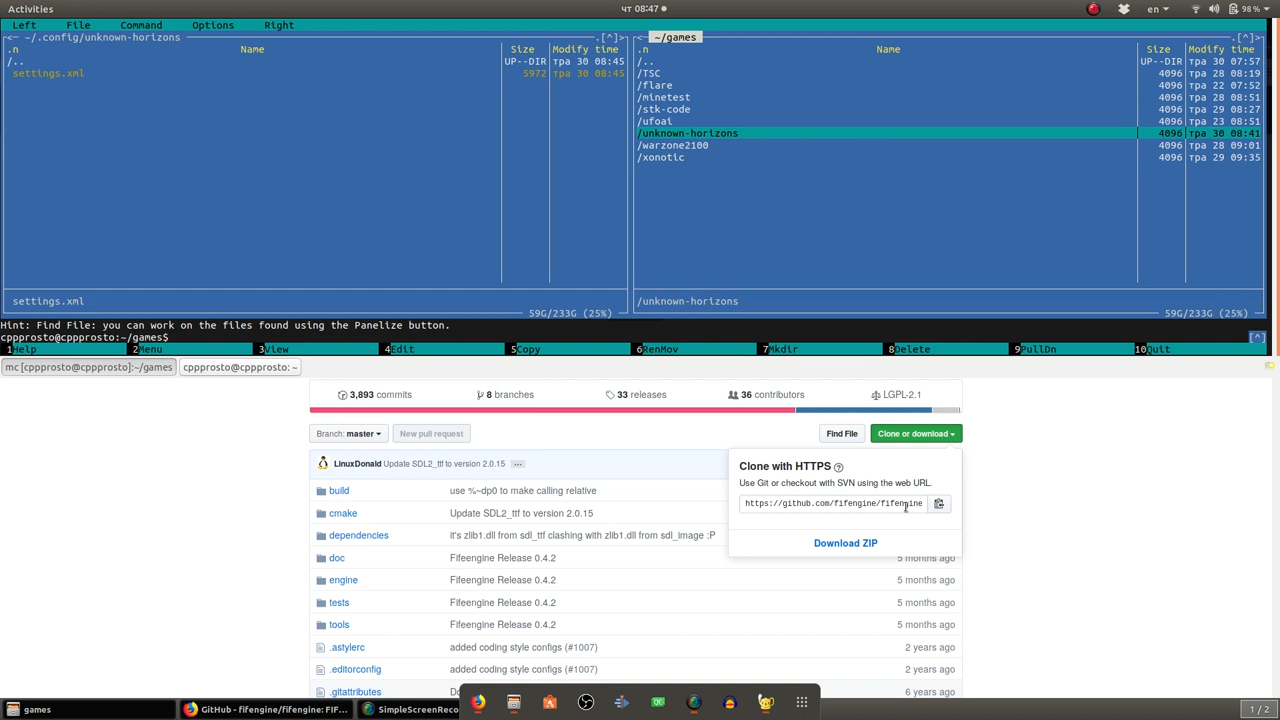 Activities чт 08:47 en 98%
Left File Command Options Right
<- ~/.config/unknown-horizons .[^]>
.n Name Size Modify time
/.. UP--DIR тра 30 08:45
settings.xml 5972 тра 30 08:45
settings.xml
59G/233G (25%)
<- ~/games .[^]>
.n Name Size Modify time
/.. UP--DIR тра 30 07:57
/TSC 4096 тра 28 08:19
/flare 4096 тра 22 07:52
/minetest 4096 тра 28 08:51
/stk-code 4096 тра 29 08:27
/ufoai 4096 тра 23 08:51
/unknown-horizons 4096 тра 30 08:41
/warzone2100 4096 тра 28 09:01
/xonotic 4096 тра 29 09:35
/unknown-horizons
59G/233G (25%)
Hint: Find File: you can work on the files found using the Panelize button.
cppprosto@cppprosto:~/games$ [^]
1Help 2Menu 3View 4Edit 5Copy 6RenMov 7Mkdir 8Delete 9PullDn 10Quit
mc [cppprosto@cppprosto]:~/games cppprosto@cppprosto: ~
3,893 commits 8 branches 33 releases 36 contributors LGPL-2.1
Branch: master New pull request Find File Clone or download
LinuxDonald Update SDL2_ttf to version 2.0.15 ...
Clone with HTTPS
Use Git or checkout with SVN using the web URL.
https://github.com/fifengine/fifengine
Download ZIP
build use %~dp0 to make calling relative
cmake Update SDL2_ttf to version 2.0.15
dependencies it's zlib1.dll from sdl_ttf clashing with zlib1.dll from sdl_image :P
doc Fifeengine Release 0.4.2 5 months ago
engine Fifeengine Release 0.4.2 5 months ago
tests Fifeengine Release 0.4.2 5 months ago
tools Fifeengine Release 0.4.2 5 months ago
.astylerc added coding style configs (#1007) 2 years ago
.editorconfig added coding style configs (#1007) 2 years ago
.gitattributes 6 years ago
games GitHub - fifengine/fifengine: FIF... SimpleScreenReco 1 / 2